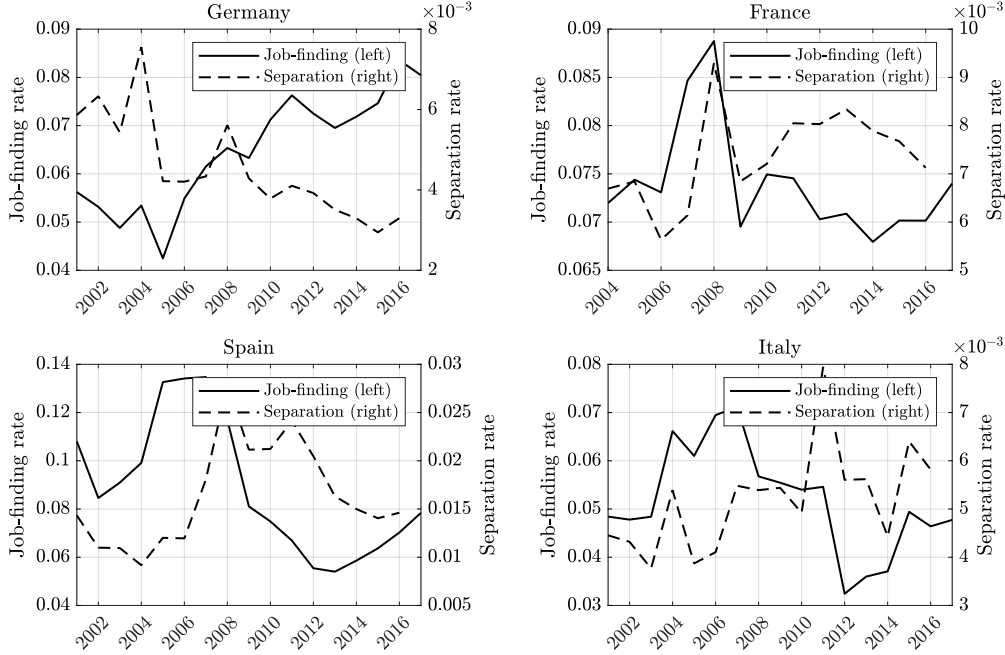 Germany
×10⁻³
0.09
0.08
0.07
0.06
0.05
0.04
Job-finding rate
Job-finding (left)
Separation (right)
8
6
4
2
Separation rate
2002 2004 2006 2008 2010 2012 2014 2016
France
×10⁻³
0.09
0.085
0.08
0.075
0.07
0.065
Job-finding rate
Job-finding (left)
Separation (right)
10
9
8
7
6
5
Separation rate
2004 2006 2008 2010 2012 2014 2016
Spain
0.14
0.12
0.1
0.08
0.06
0.04
Job-finding rate
Job-finding (left)
Separation (right)
0.03
0.025
0.02
0.015
0.01
0.005
Separation rate
2002 2004 2006 2008 2010 2012 2014 2016
Italy
×10⁻³
0.08
0.07
0.06
0.05
0.04
0.03
Job-finding rate
Job-finding (left)
Separation (right)
8
7
6
5
4
3
Separation rate
2002 2004 2006 2008 2010 2012 2014 2016